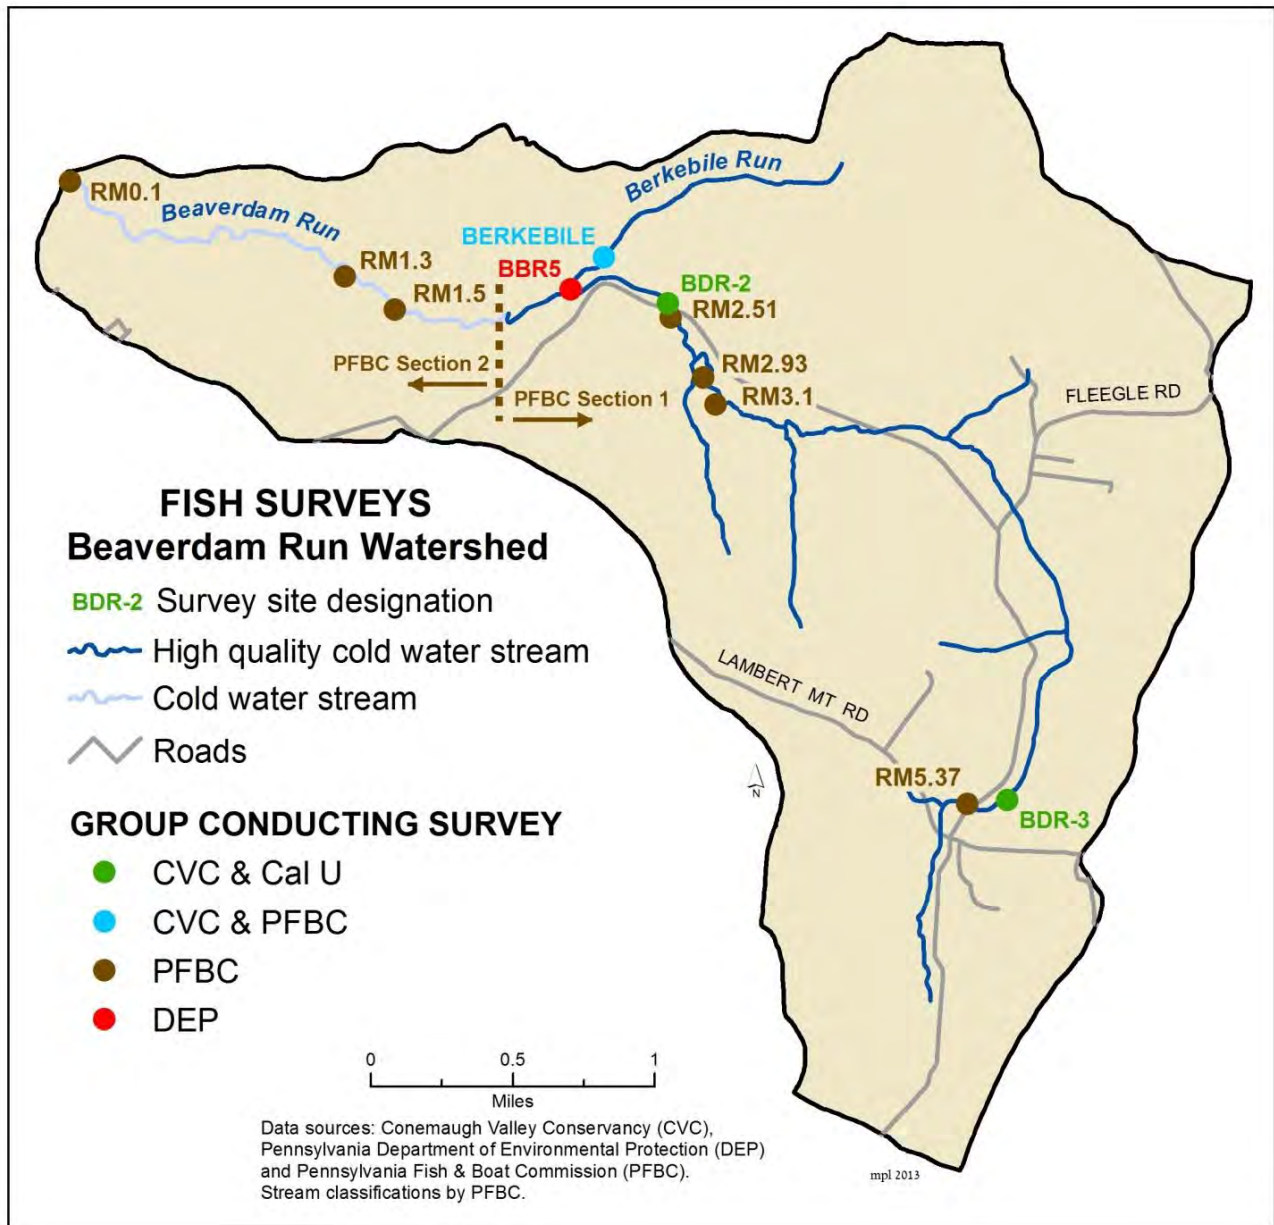 Berkebile Run
RM0.1
Beaverdam Run
BERKEBILE
RM1.3
BBR5
BDR-2
RM1.5
RM2.51
PFBC Section 2
RM2.93
PFBC Section 1
RM3.1
FLEEGLE RD
FISH SURVEYS
Beaverdam Run Watershed
BDR-2 Survey site designation
High quality cold water stream
Cold water stream
Roads
LAMBERT MT RD
RM5.37
N
BDR-3
GROUP CONDUCTING SURVEY
CVC & Cal U
CVC & PFBC
PFBC
DEP
0 0.5 1
Miles
Data sources: Conemaugh Valley Conservancy (CVC),
Pennsylvania Department of Environmental Protection (DEP)
and Pennsylvania Fish & Boat Commission (PFBC).
Stream classifications by PFBC.
mpl 2013